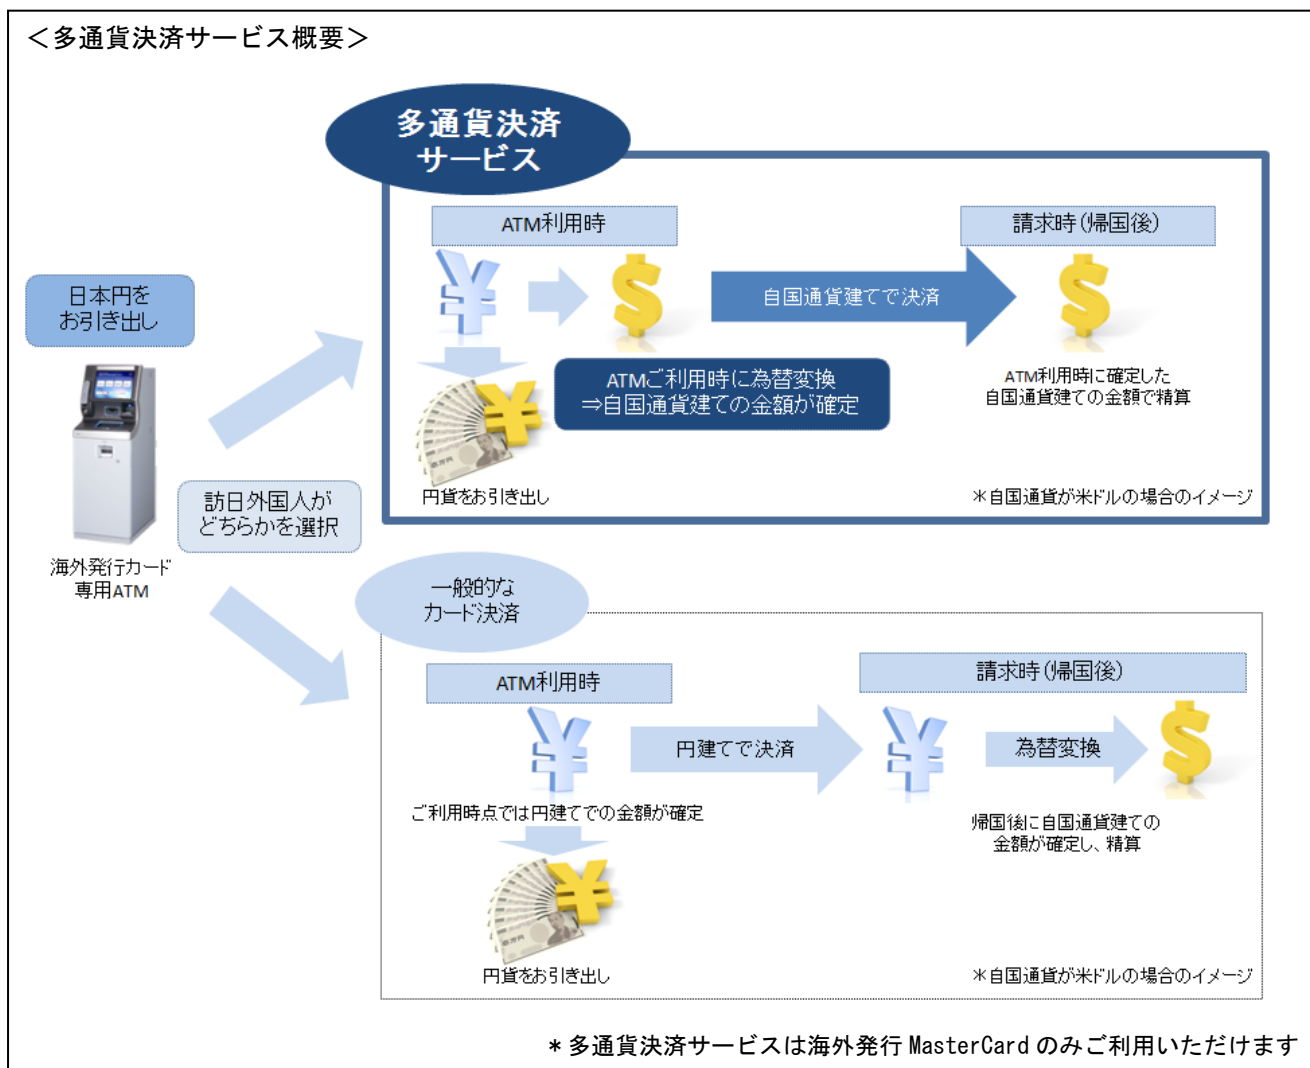 ＜多通貨決済サービス概要＞
多通貨決済
サービス
ATM利用時
請求時(帰国後)
日本円を
お引き出し
自国通貨建てで決済
ATMご利用時に為替変換
⇒自国通貨建ての金額が確定
ATM利用時に確定した
自国通貨建ての金額で精算
円貨をお引き出し
＊自国通貨が米ドルの場合のイメージ
訪日外国人が
どちらかを選択
海外発行カード
専用ATM
一般的な
カード決済
ATM利用時
請求時(帰国後)
円建てで決済
為替変換
ご利用時点では円建てでの金額が確定
帰国後に自国通貨建ての
金額が確定し、精算
円貨をお引き出し
＊自国通貨が米ドルの場合のイメージ
＊多通貨決済サービスは海外発行 MasterCard のみご利用いただけます